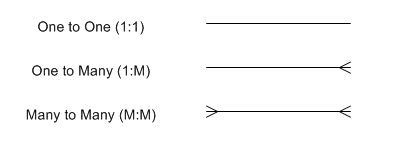 One to One (1:1)
One to Many (1:M)
Many to Many (M:M)